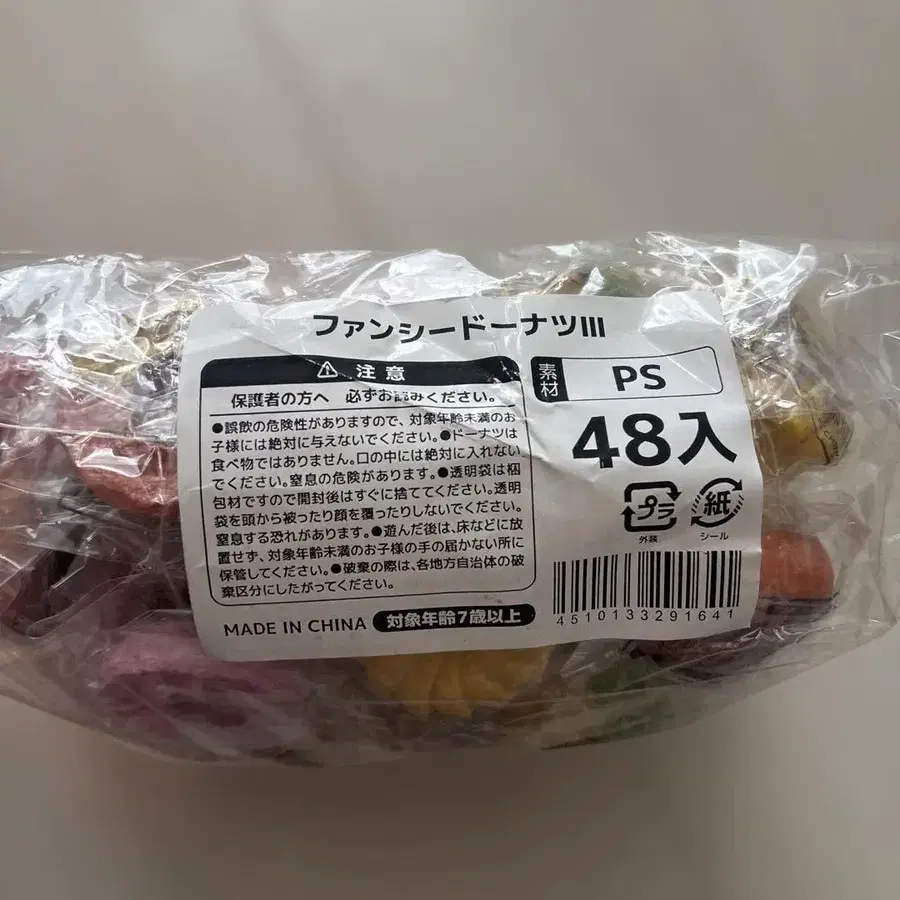 ファンシードーナツIII
注意
保護者の方へ 必ずお読みください。
●誤飲の危険性がありますので、対象年齢未満のお
子様には絶対に与えないでください。●ドーナツは
食べ物ではありません。口の中には絶対に入れない
でください。窒息の危険があります。●透明袋は梱
包材ですので開封後はすぐに捨ててください。透明
袋を頭から被ったり顔を覆ったりしないでください。
窒息する恐れがあります。●遊んだ後は、床などに放
置せず、対象年齢未満のお子様の手の届かない所に
保管してください。●破棄の際は、各地方自治体の破
棄区分にしたがってください。
MADE IN CHINA 対象年齢7歳以上
素材 PS
48入
プラ 紙
外装 シール
4510133291641